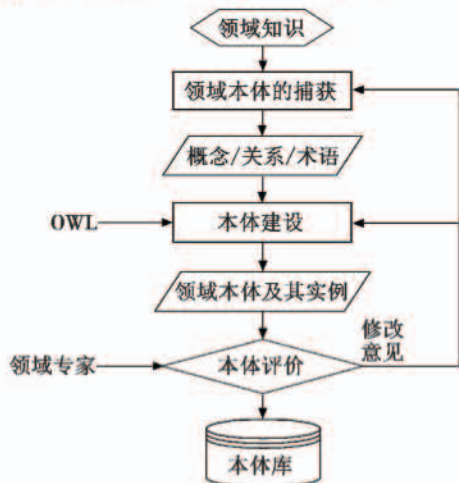 领域知识
领域本体的捕获
概念/关系/术语
OWL
本体建设
领域本体及其实例
修改
意见
领域专家
本体评价
本体库